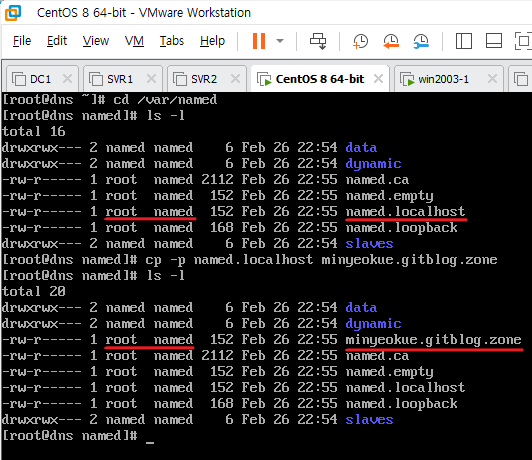 CentOS 8 64-bit - VMware Workstation
File Edit View VM Tabs Help
DC1 SVR1 SVR2 CentOS 8 64-bit win2003-1
[root@dns ~]# cd /var/named
[root@dns named]# ls -l
total 16
drwxrwx--- 2 named named    6 Feb 26 22:54 data
drwxrwx--- 2 named named    6 Feb 26 22:54 dynamic
-rw-r----- 1 root  named 2112 Feb 26 22:55 named.ca
-rw-r----- 1 root  named  152 Feb 26 22:55 named.empty
-rw-r----- 1 root  named  152 Feb 26 22:55 named.localhost
-rw-r----- 1 root  named  168 Feb 26 22:55 named.loopback
drwxrwx--- 2 named named    6 Feb 26 22:54 slaves
[root@dns named]# cp -p named.localhost minyeokue.gitblog.zone
[root@dns named]# ls -l
total 20
drwxrwx--- 2 named named    6 Feb 26 22:54 data
drwxrwx--- 2 named named    6 Feb 26 22:54 dynamic
-rw-r----- 1 root  named  152 Feb 26 22:55 minyeokue.gitblog.zone
-rw-r----- 1 root  named 2112 Feb 26 22:55 named.ca
-rw-r----- 1 root  named  152 Feb 26 22:55 named.empty
-rw-r----- 1 root  named  152 Feb 26 22:55 named.localhost
-rw-r----- 1 root  named  168 Feb 26 22:55 named.loopback
drwxrwx--- 2 named named    6 Feb 26 22:54 slaves
[root@dns named]# _